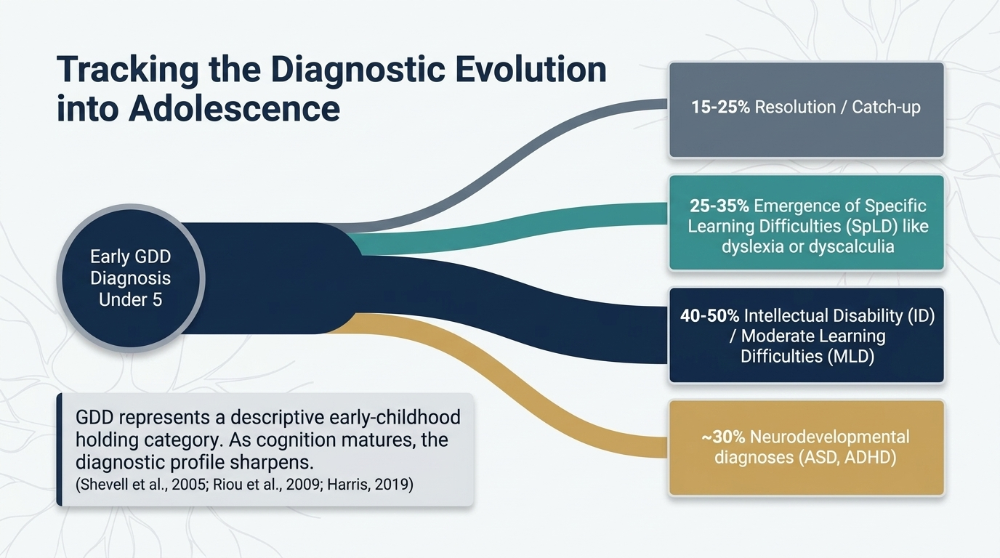 Tracking the Diagnostic Evolution
into Adolescence
Early GDD
Diagnosis
Under 5
15-25% Resolution / Catch-up
25-35% Emergence of Specific
Learning Difficulties (SpLD) like
dyslexia or dyscalculia
40-50% Intellectual Disability (ID)
/ Moderate Learning
Difficulties (MLD)
~30% Neurodevelopmental
diagnoses (ASD, ADHD)
GDD represents a descriptive early-childhood
holding category. As cognition matures, the
diagnostic profile sharpens.
(Shevell et al., 2005; Riou et al., 2009; Harris, 2019)